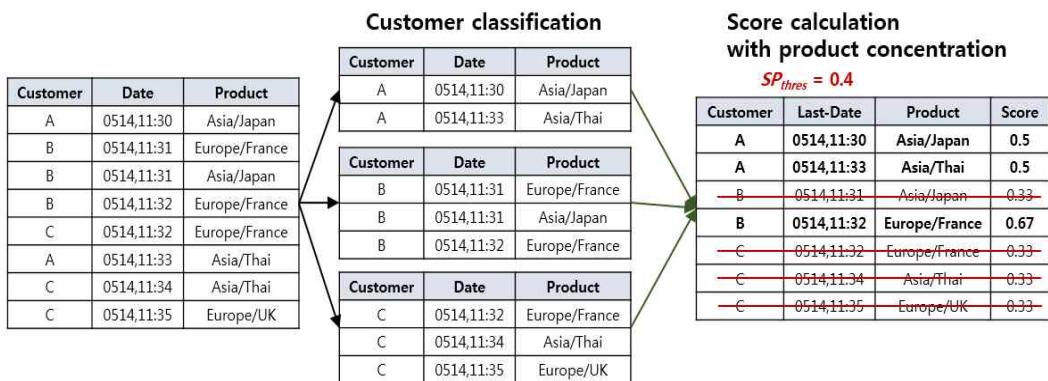 Customer classification
Score calculation
with product concentration
SPthres = 0.4
Customer Date Product
A 0514,11:30 Asia/Japan
B 0514,11:31 Europe/France
B 0514,11:31 Asia/Japan
B 0514,11:32 Europe/France
C 0514,11:32 Europe/France
A 0514,11:33 Asia/Thai
C 0514,11:34 Asia/Thai
C 0514,11:35 Europe/UK
Customer Date Product
A 0514,11:30 Asia/Japan
A 0514,11:33 Asia/Thai
Customer Date Product
B 0514,11:31 Europe/France
B 0514,11:31 Asia/Japan
B 0514,11:32 Europe/France
Customer Date Product
C 0514,11:32 Europe/France
C 0514,11:34 Asia/Thai
C 0514,11:35 Europe/UK
Customer Last-Date Product Score
A 0514,11:30 Asia/Japan 0.5
A 0514,11:33 Asia/Thai 0.5
B 0514,11:31 Asia/Japan 0.33
B 0514,11:32 Europe/France 0.67
C 0514,11:32 Europe/France 0.33
C 0514,11:34 Asia/Thai 0.33
C 0514,11:35 Europe/UK 0.33